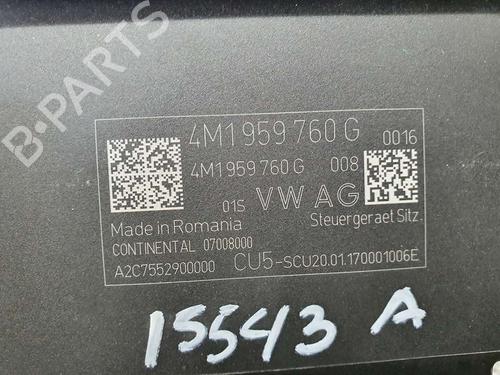 B-PARTS
4M1 959 760 G 0016
4M1 959 760 G 008
01S VW AG
Made in Romania Steuergeraet Sitz.
CONTINENTAL 07008000
A2C7552900000 CU5-SCU20.01.170001006E
15543 A